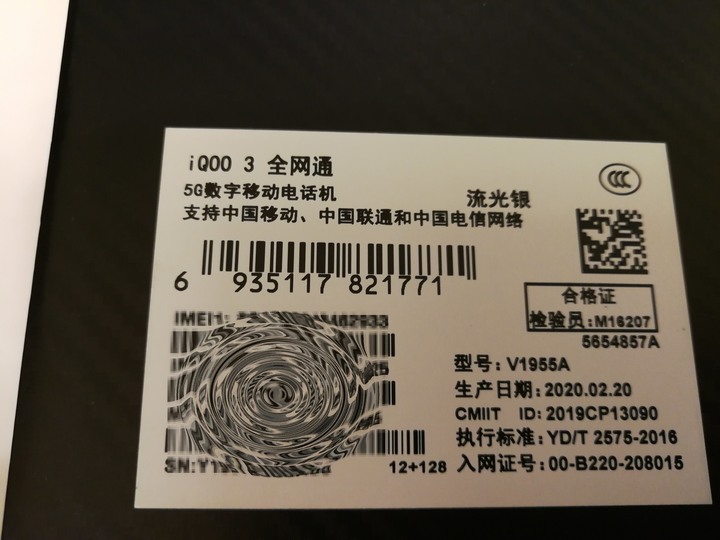 iQOO 3 全网通
5G数字移动电话机
流光银
支持中国移动、中国联通和中国电信网络
CCC
6 935117 821771
合格证
检验员:M16207
5654857A
IMEI1:
型号: V1955A
生产日期: 2020.02.20
CMIIT ID: 2019CP13090
执行标准: YD/T 2575-2016
SN:
12+128
入网证号: 00-B220-208015